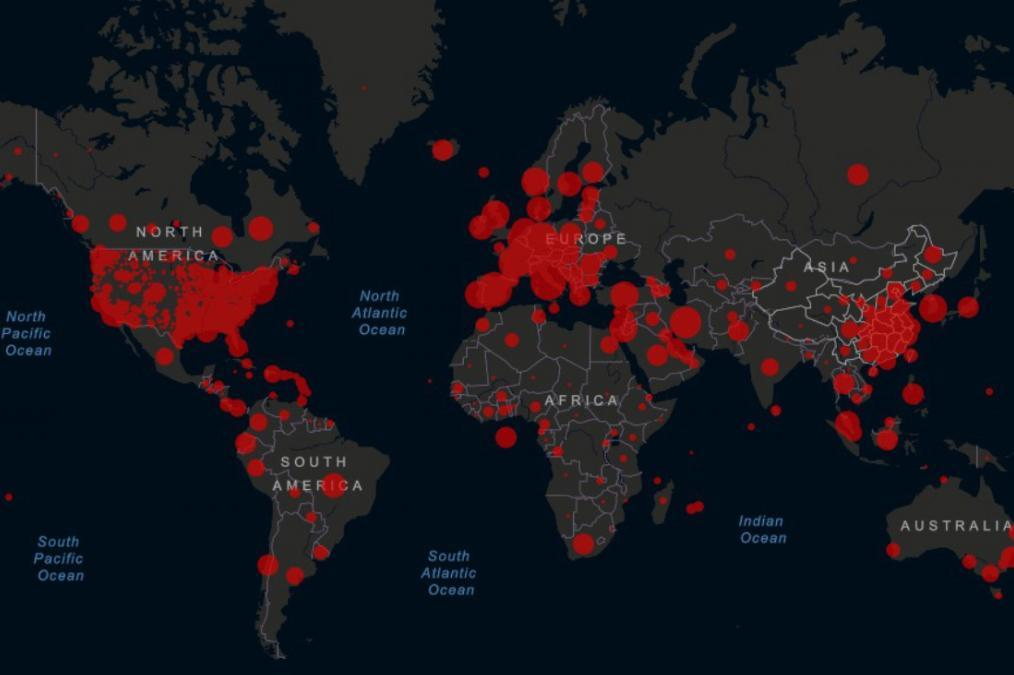 NORTH
AMERICA
EUROPE
ASIA
North
Pacific
Ocean
North
Atlantic
Ocean
AFRICA
SOUTH
AMERICA
South
Pacific
Ocean
South
Atlantic
Ocean
Indian
Ocean
AUSTRALIA